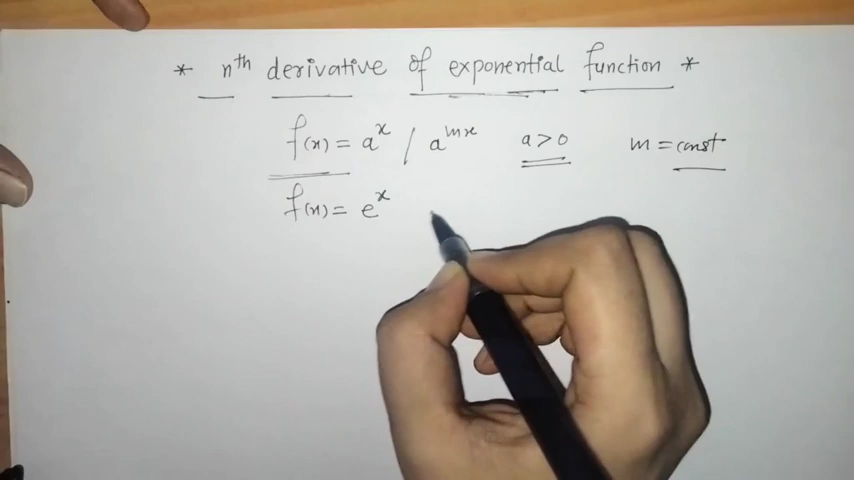 * nth derivative of exponential function *
f(x) = a^x / a^mx a > 0 m = const
f(x) = e^x